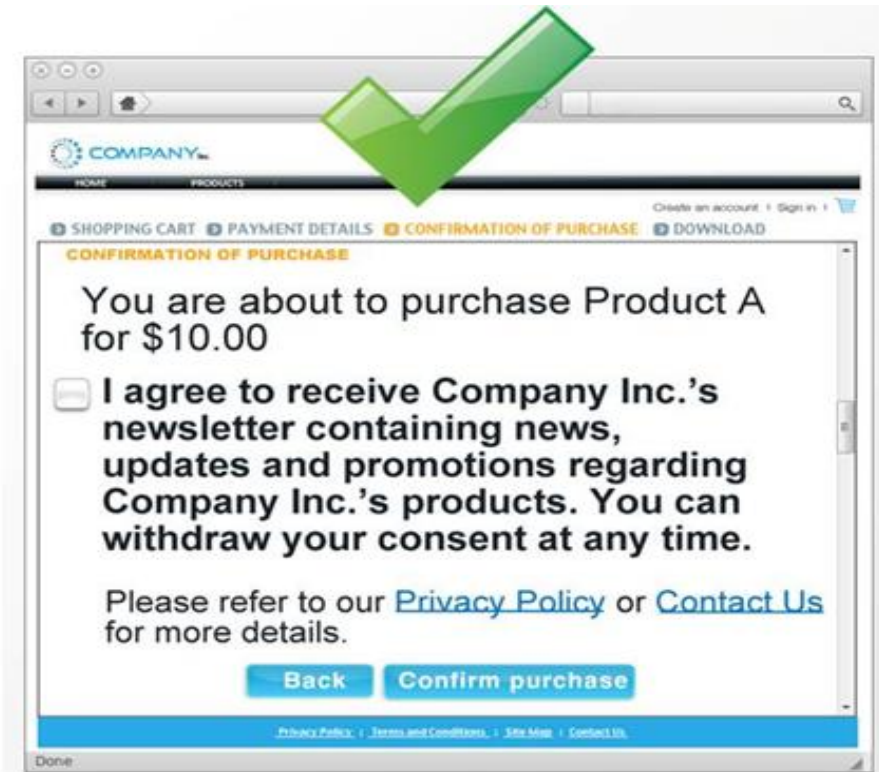 COMPANY Inc.
HOME PRODUCTS
Create an account | Sign in |
SHOPPING CART PAYMENT DETAILS CONFIRMATION OF PURCHASE DOWNLOAD
CONFIRMATION OF PURCHASE
You are about to purchase Product A
for $10.00
I agree to receive Company Inc.’s
newsletter containing news,
updates and promotions regarding
Company Inc.’s products. You can
withdraw your consent at any time.
Please refer to our Privacy Policy or Contact Us
for more details.
Back Confirm purchase
Privacy Policy | Terms and Conditions | Site Map | Contact Us
Done